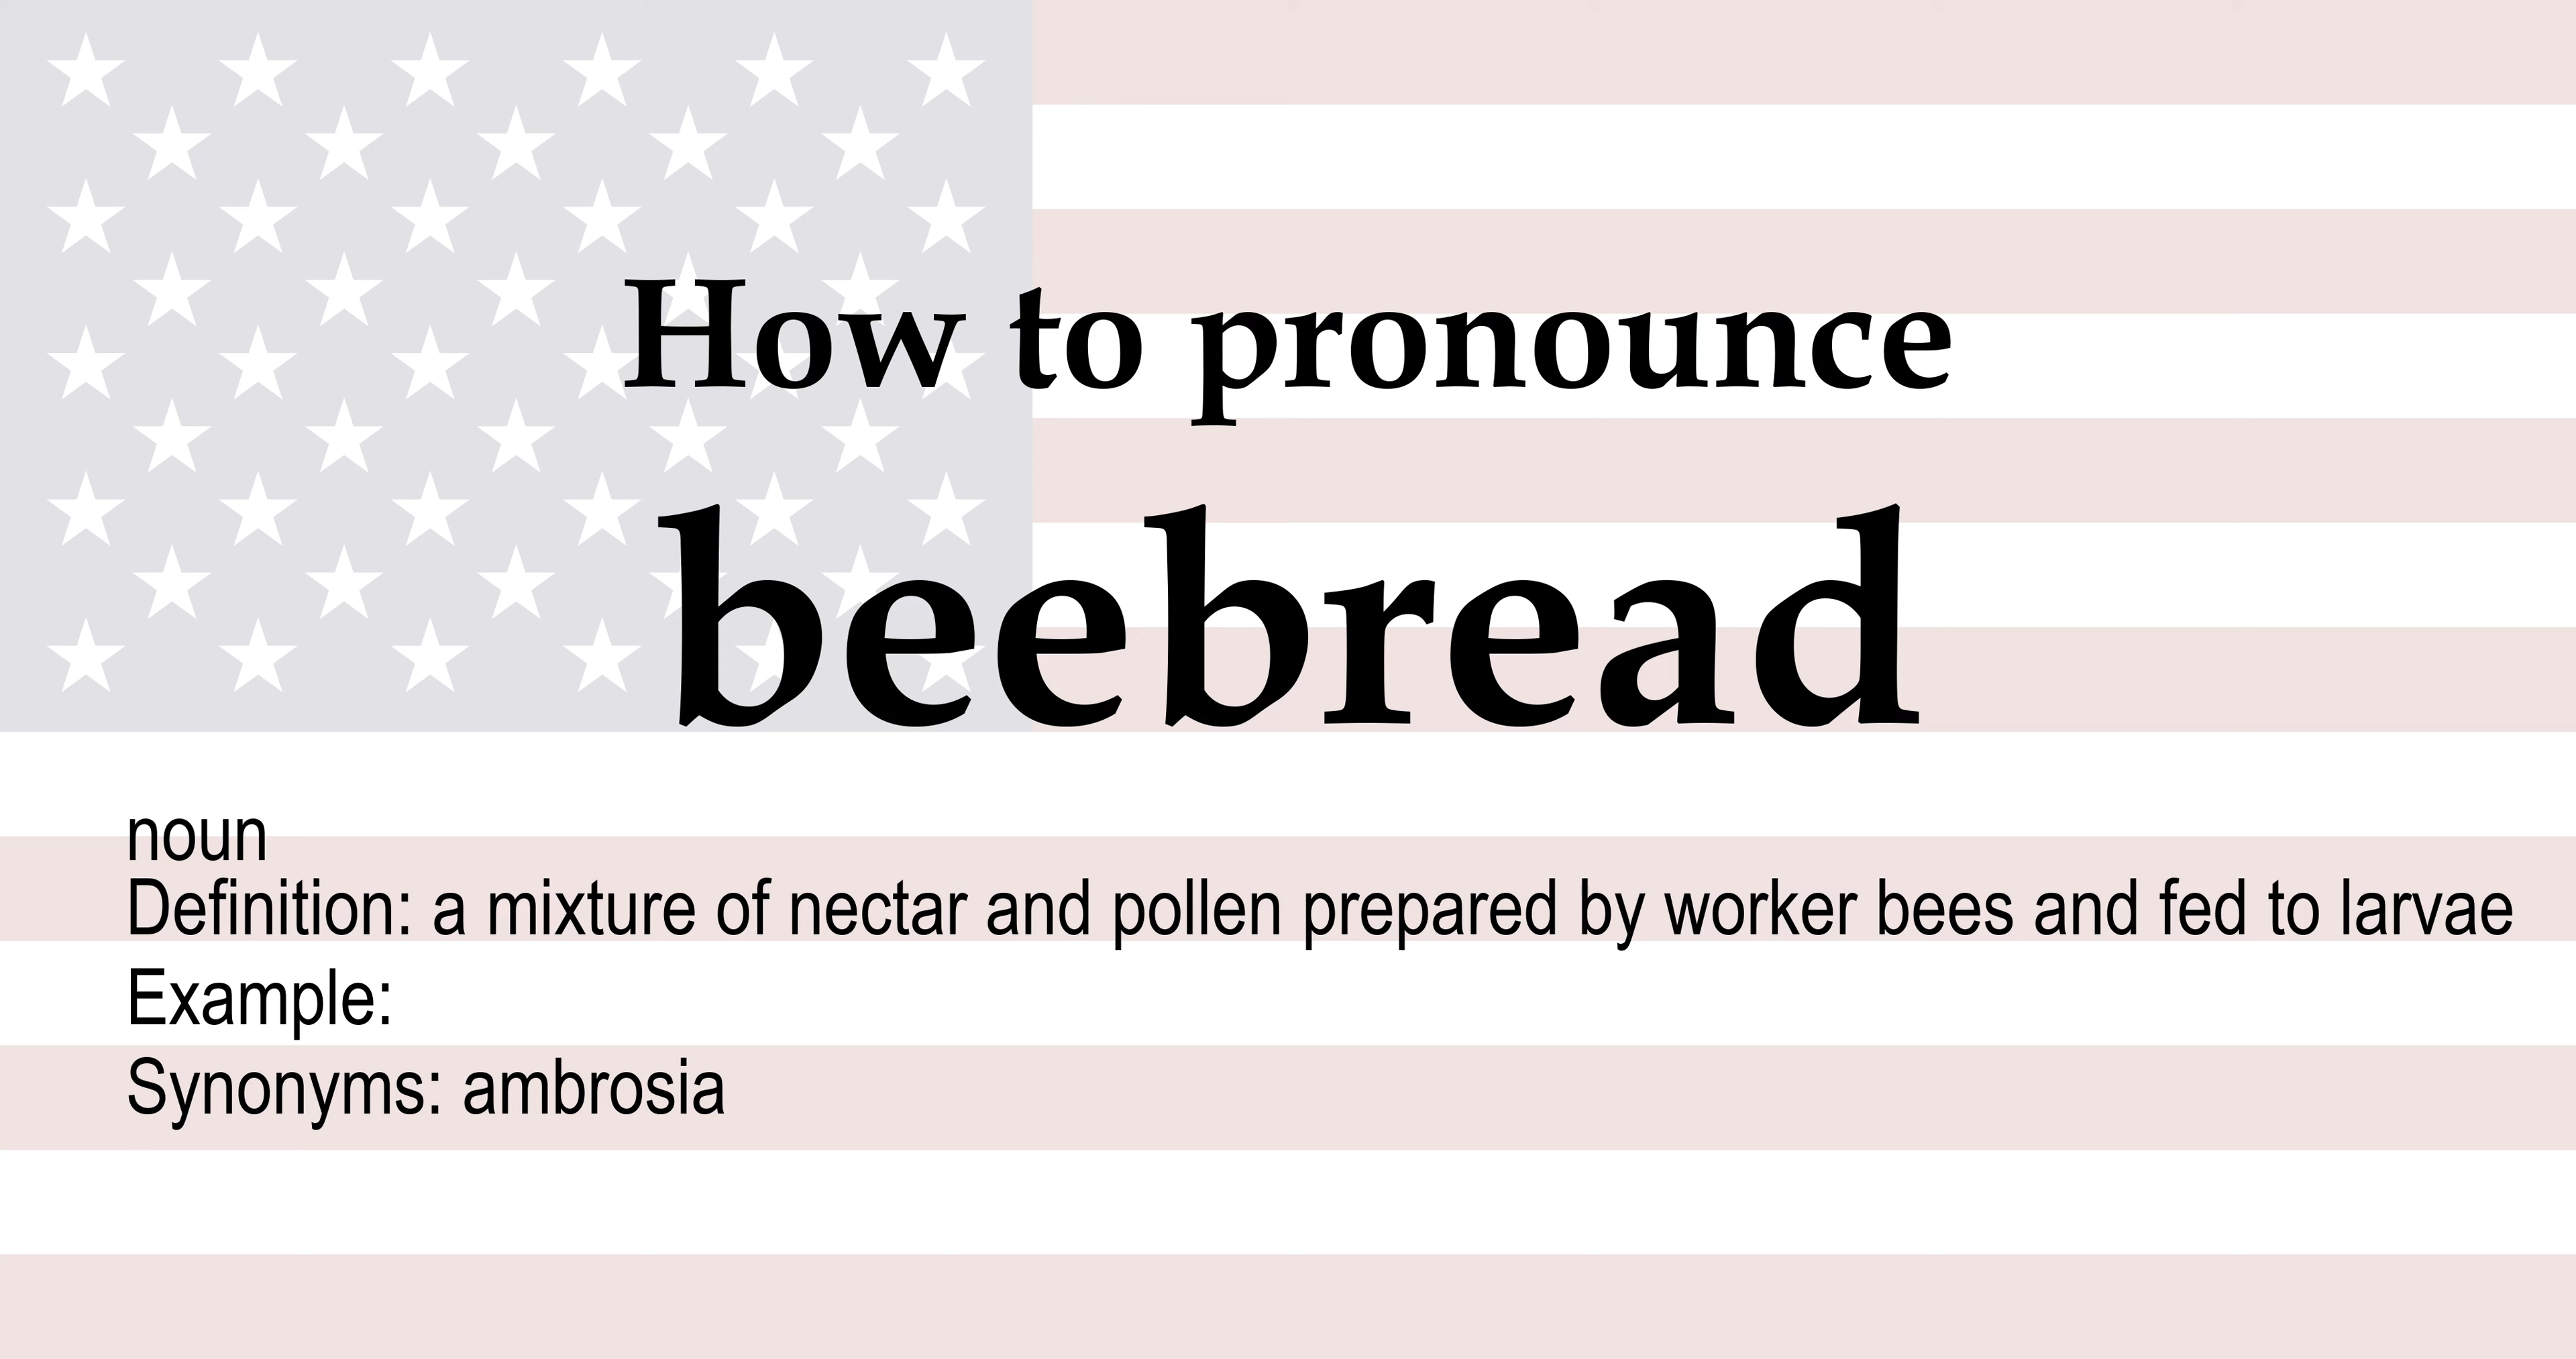 How to pronounce
beebread
noun
Definition: a mixture of nectar and pollen prepared by worker bees and fed to larvae
Example:
Synonyms: ambrosia